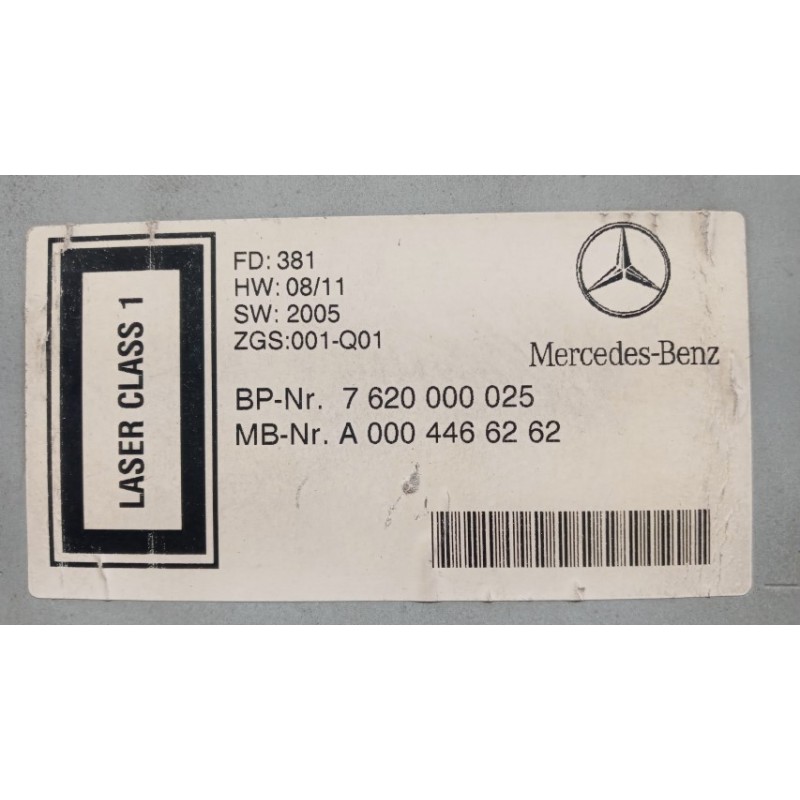 LASER CLASS 1
FD: 381
HW: 08/11
SW: 2005
ZGS:001-Q01
Mercedes-Benz
BP-Nr. 7 620 000 025
MB-Nr. A 000 446 62 62